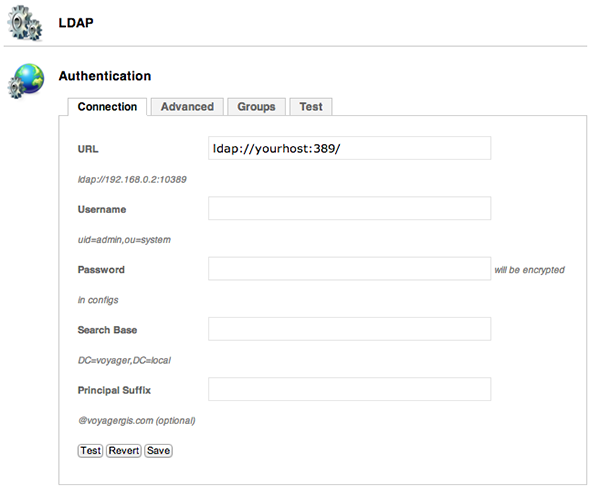 LDAP
Authentication
Connection Advanced Groups Test
URL ldap://yourhost:389/
ldap://192.168.0.2:10389
Username
uid=admin,ou=system
Password will be encrypted
in configs
Search Base
DC=voyager,DC=local
Principal Suffix
@voyagergis.com (optional)
Test Revert Save